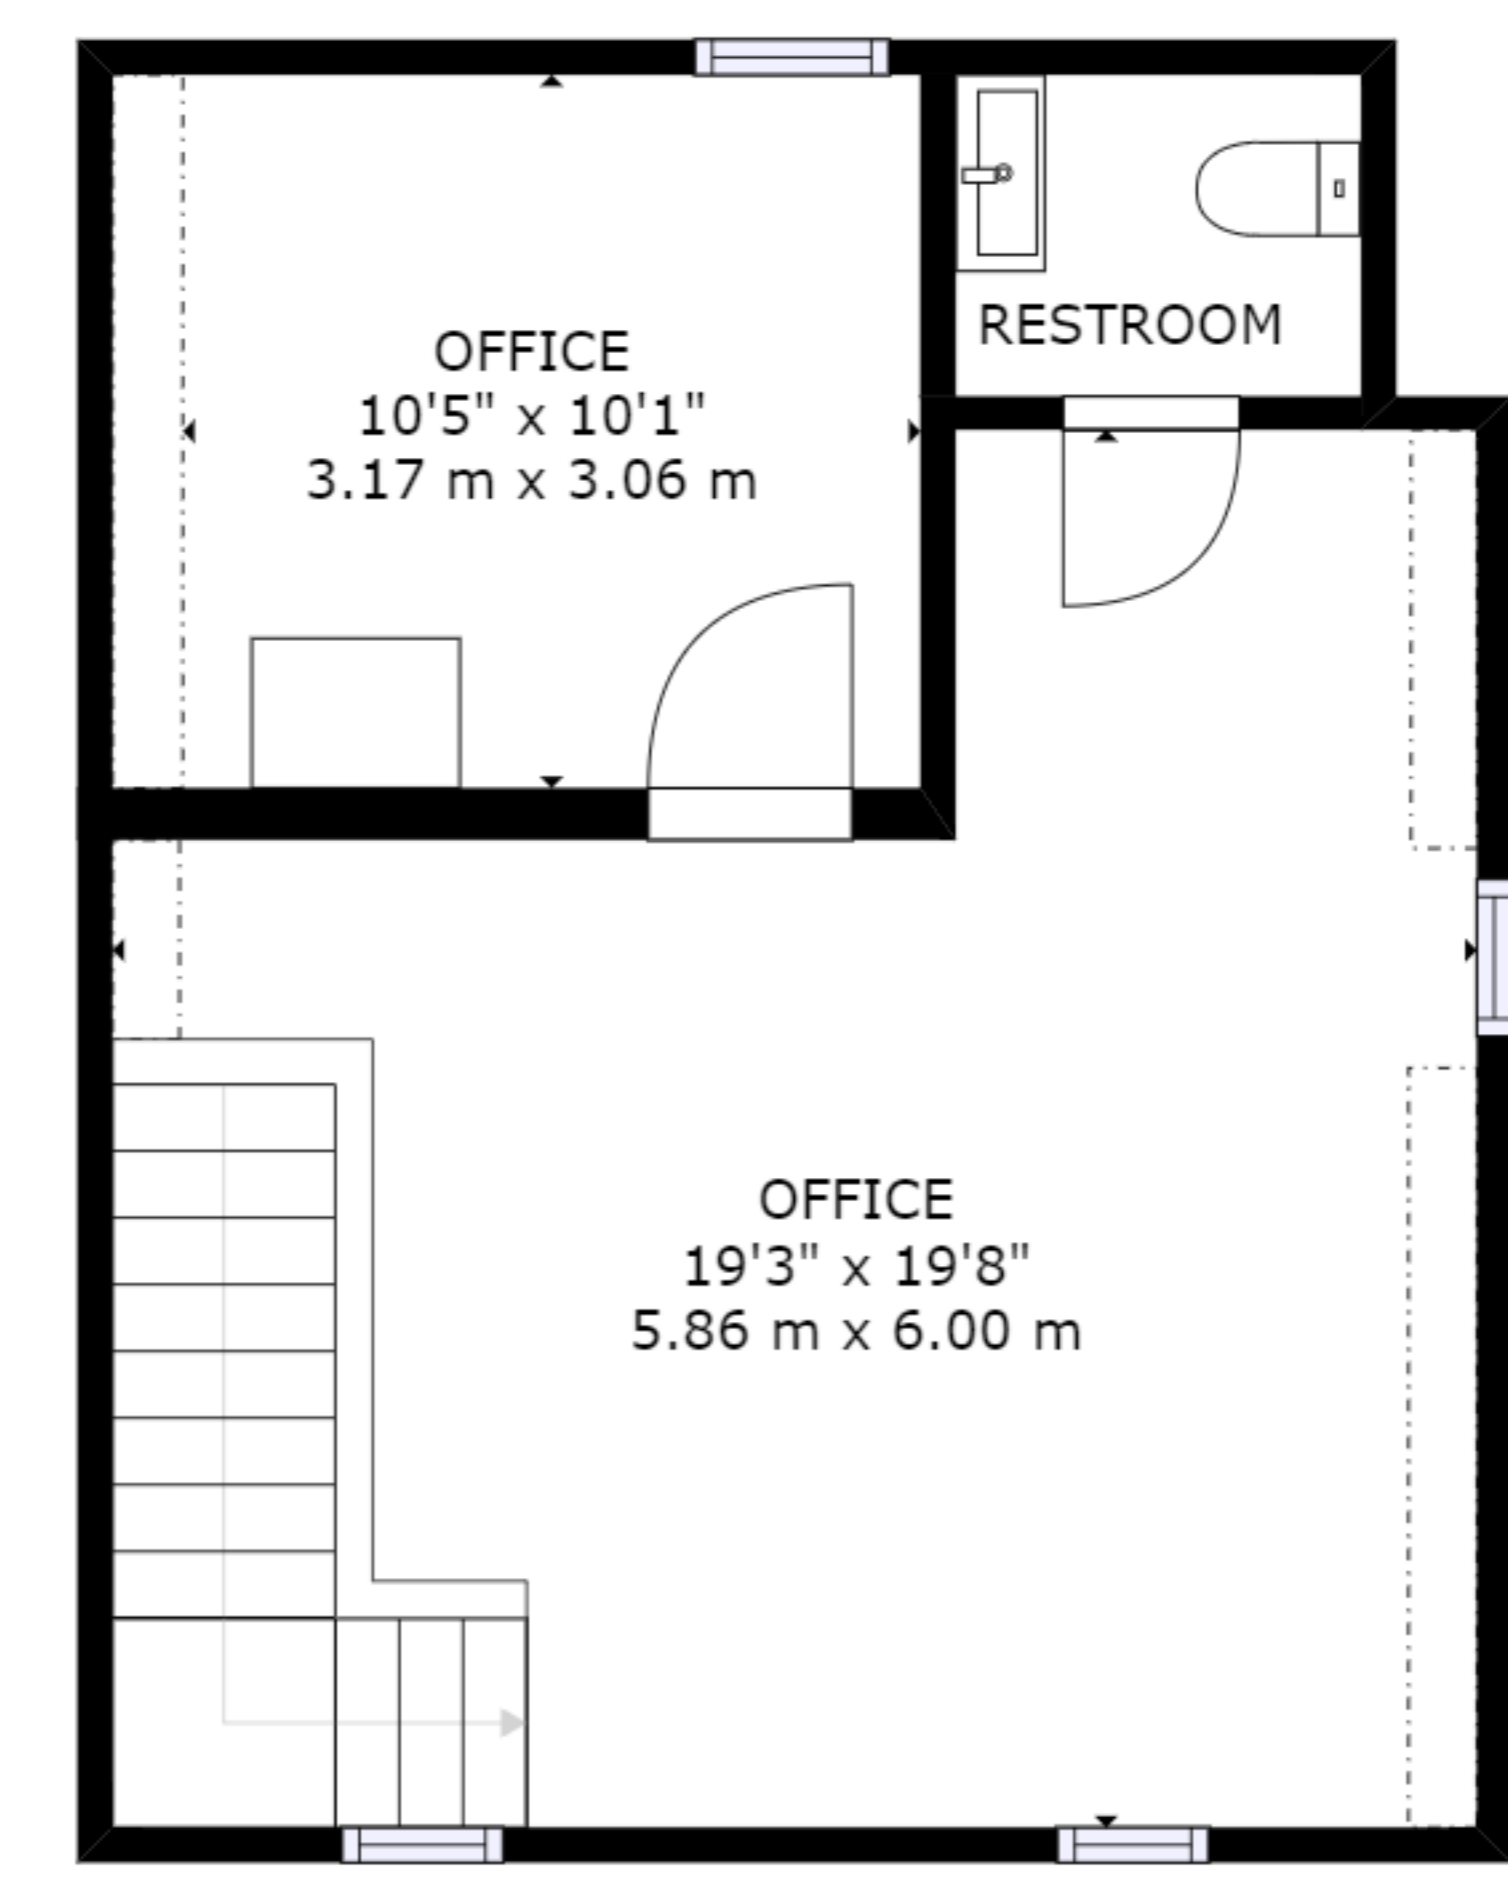 RESTROOM
OFFICE
10'5" x 10'1"
3.17 m x 3.06 m
OFFICE
19'3" x 19'8"
5.86 m x 6.00 m